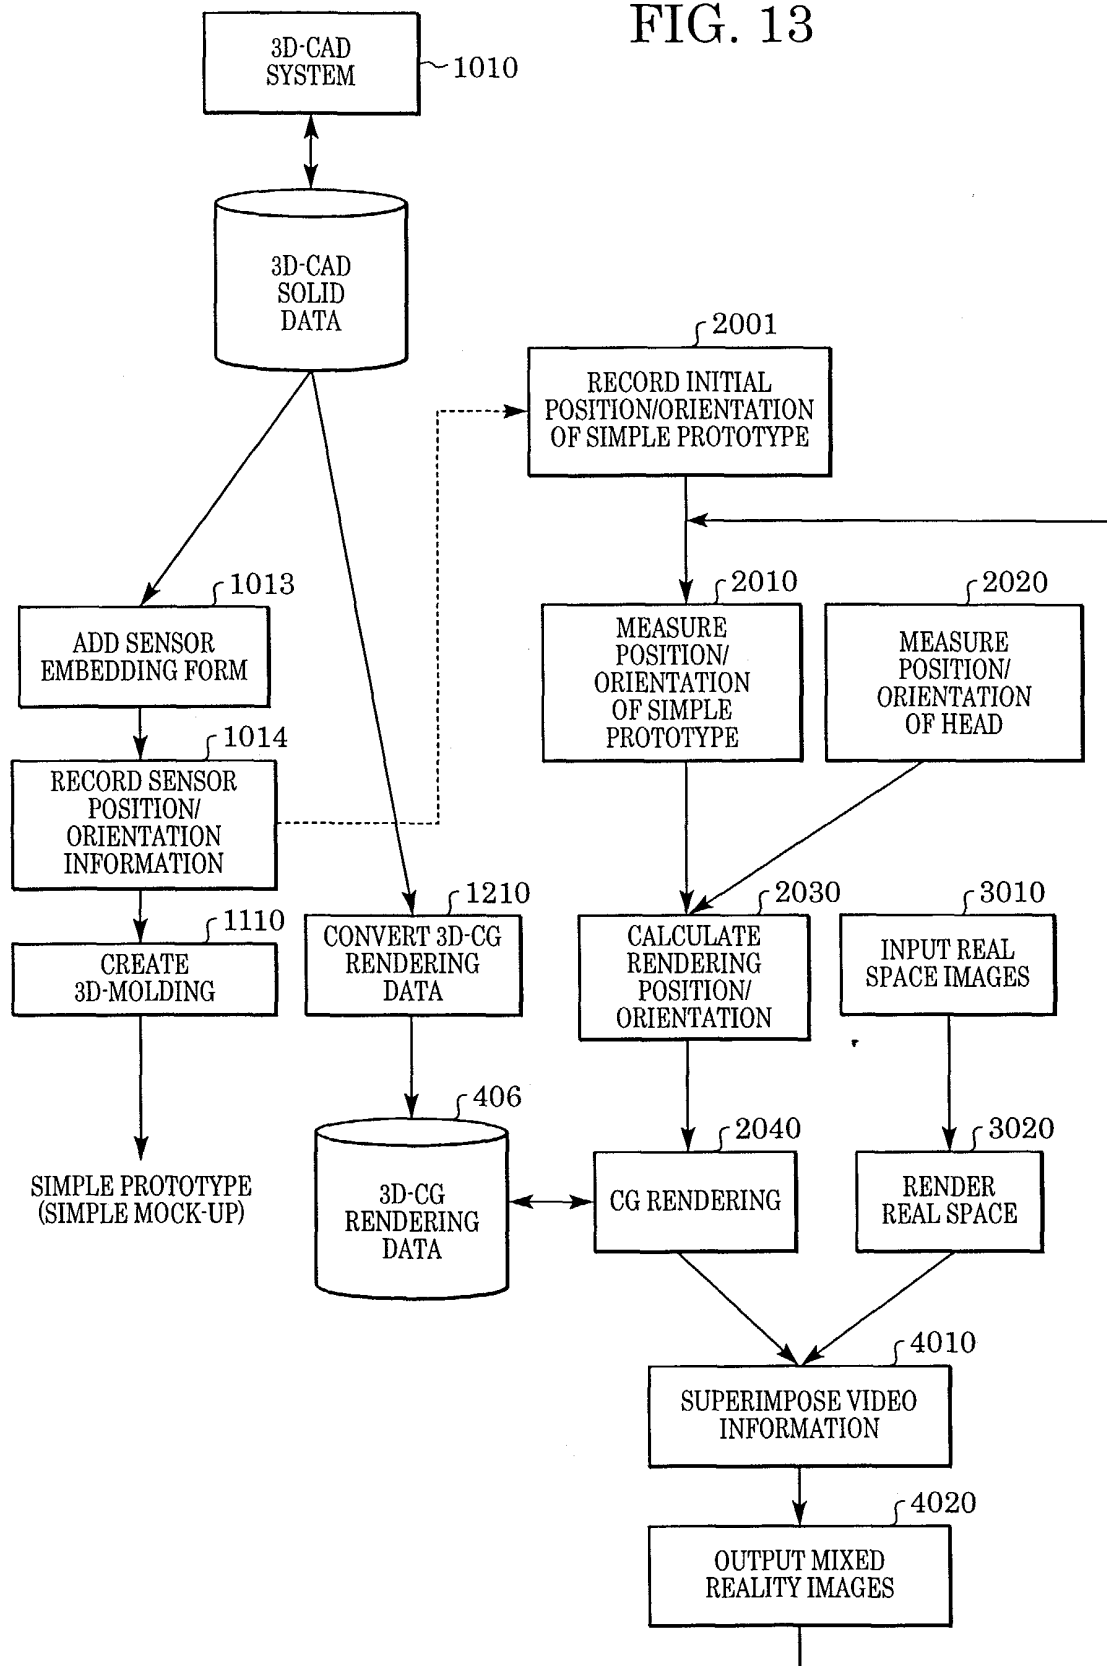 FIG. 13
3D-CAD
SYSTEM
1010
3D-CAD
SOLID
DATA
2001
RECORD INITIAL
POSITION/ORIENTATION
OF SIMPLE PROTOTYPE
1013
ADD SENSOR
EMBEDDING FORM
2010
MEASURE
POSITION/
ORIENTATION
OF SIMPLE
PROTOTYPE
2020
MEASURE
POSITION/
ORIENTATION
OF HEAD
1014
RECORD SENSOR
POSITION/
ORIENTATION
INFORMATION
1110
CREATE
3D-MOLDING
1210
CONVERT 3D-CG
RENDERING
DATA
2030
CALCULATE
RENDERING
POSITION/
ORIENTATION
3010
INPUT REAL
SPACE IMAGES
SIMPLE PROTOTYPE
(SIMPLE MOCK-UP)
406
3D-CG
RENDERING
DATA
2040
CG RENDERING
3020
RENDER
REAL SPACE
4010
SUPERIMPOSE VIDEO
INFORMATION
4020
OUTPUT MIXED
REALITY IMAGES